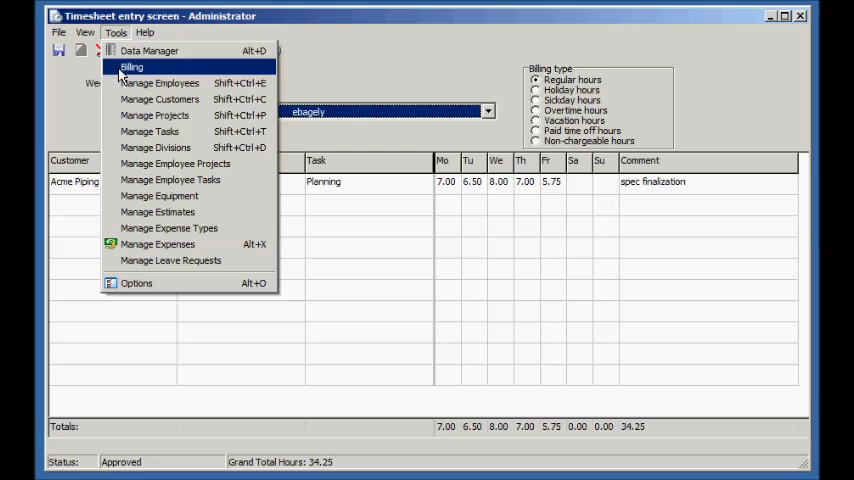 Timesheet entry screen - Administrator
File View Tools Help
Data Manager Alt+D
Billing
Manage Employees Shift+Ctrl+E
Manage Customers Shift+Ctrl+C
Manage Projects Shift+Ctrl+P
Manage Tasks Shift+Ctrl+T
Manage Divisions Shift+Ctrl+D
Manage Employee Projects
Manage Employee Tasks
Manage Equipment
Manage Estimates
Manage Expense Types
Manage Expenses Alt+X
Manage Leave Requests
Options Alt+O
ebagely
Billing type
Regular hours
Holiday hours
Sickday hours
Overtime hours
Vacation hours
Paid time off hours
Non-chargeable hours
Customer Task Mo Tu We Th Fr Sa Su Comment
Acme Piping Planning 7.00 6.50 8.00 7.00 5.75 spec finalization
Totals: 7.00 6.50 8.00 7.00 5.75 0.00 0.00 34.25
Status: Approved Grand Total Hours: 34.25